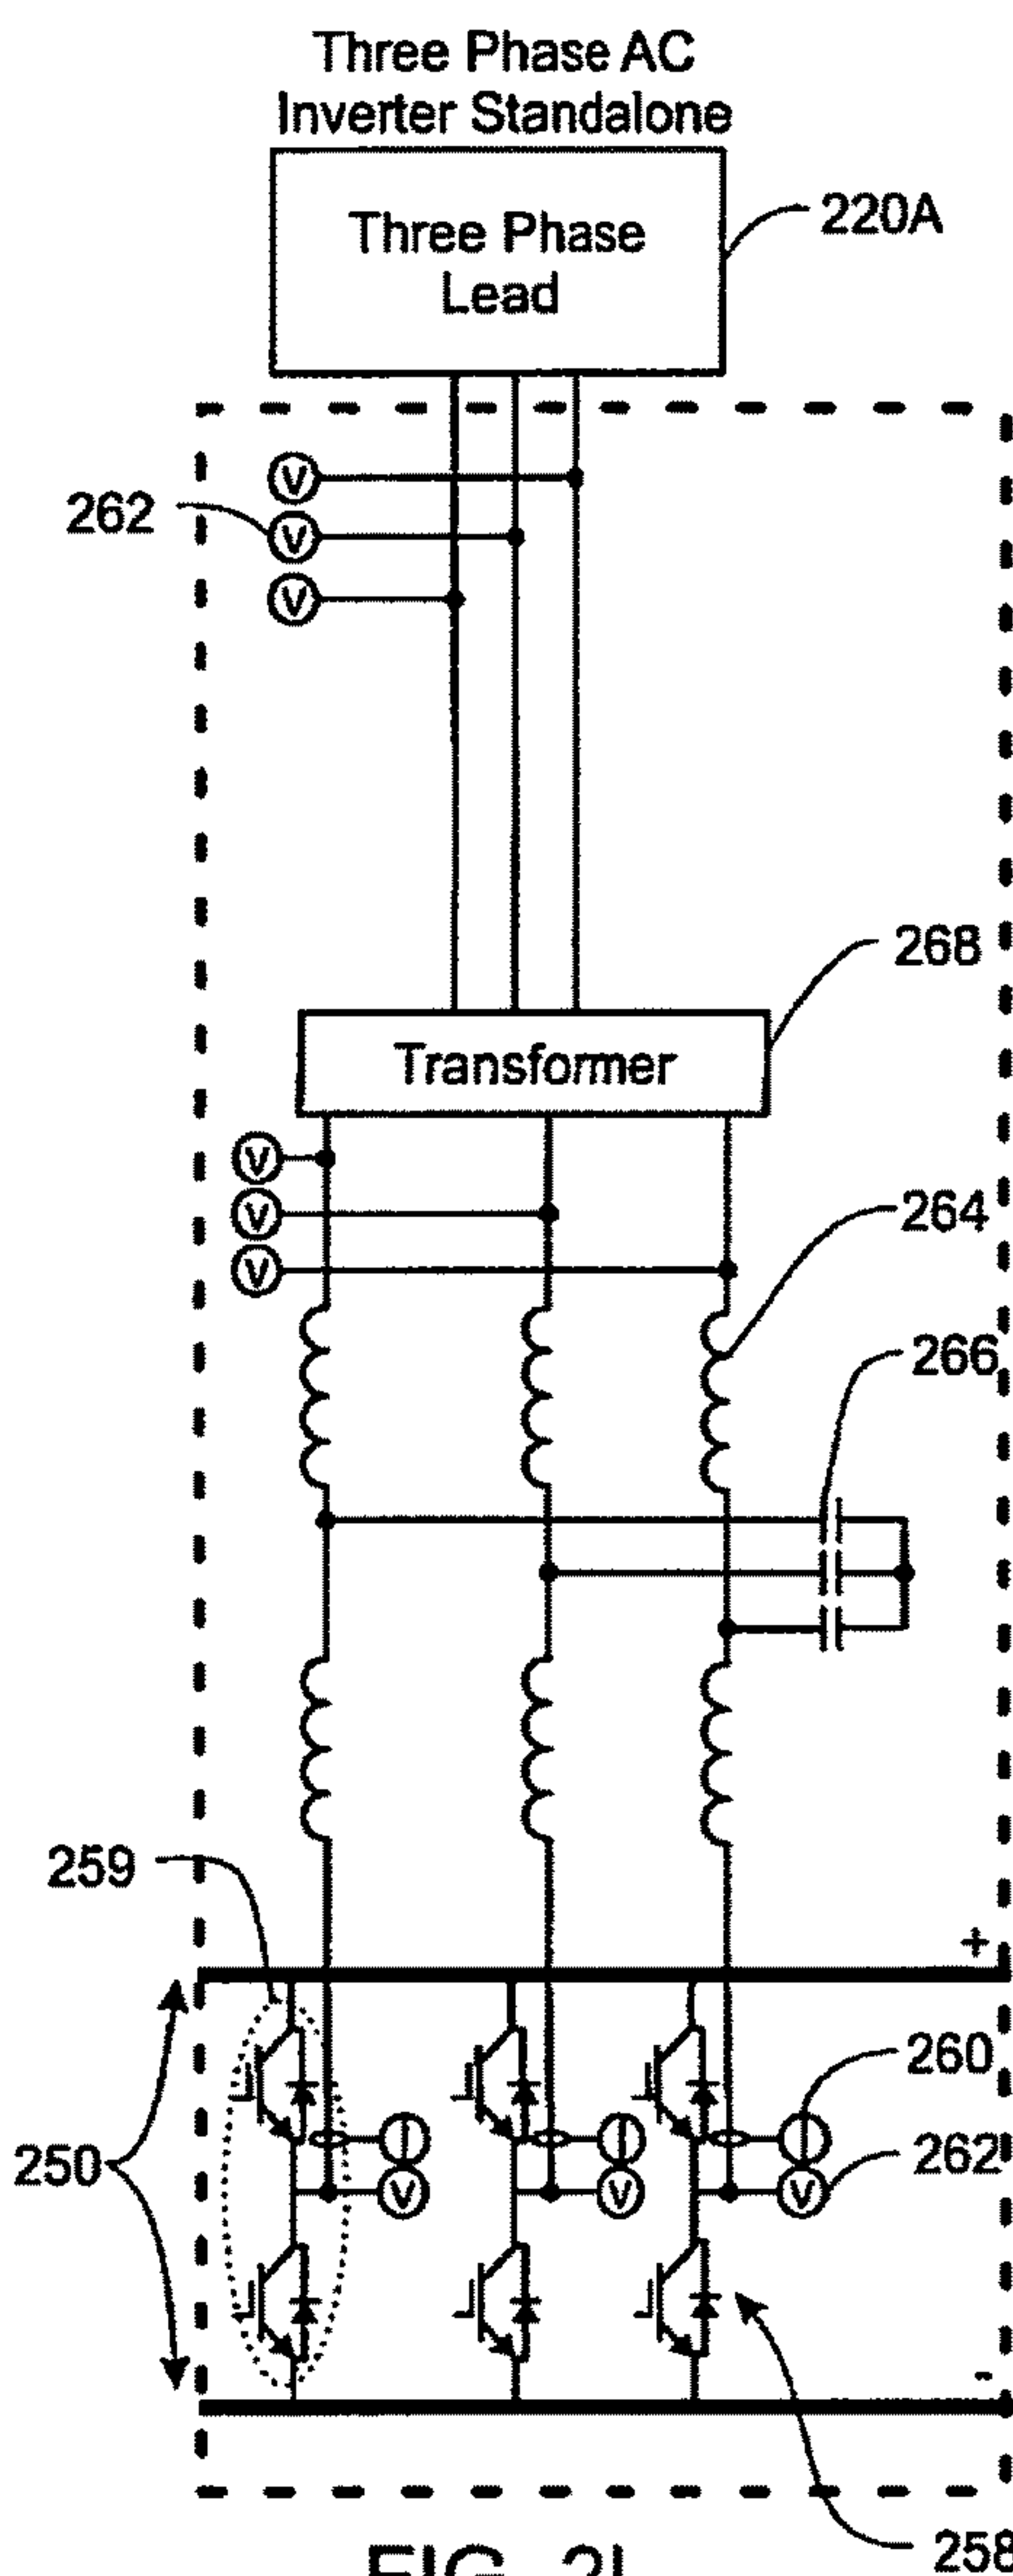 Three Phase AC
Inverter Standalone
Three Phase
Lead
220A
V
262
V
V
268
Transformer
V
V
V
264
266
259
+
260
250
262
V
V
V
-
258